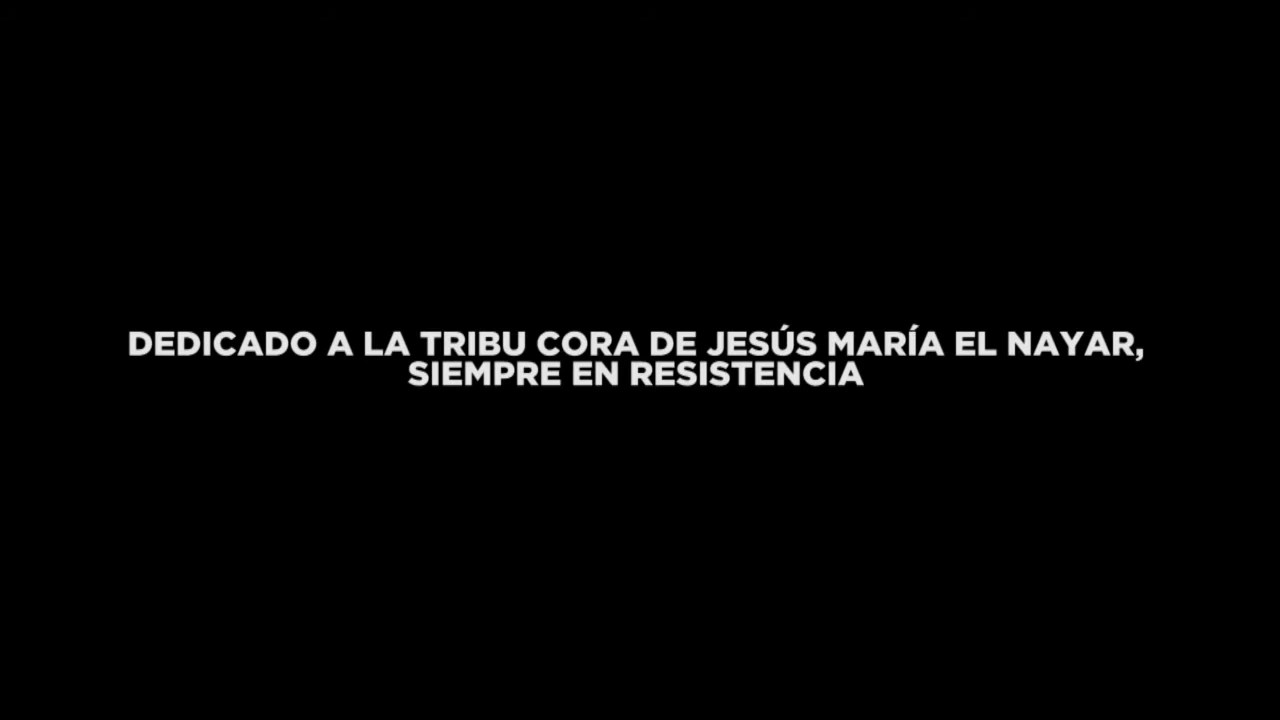 DEDICADO A LA TRIBU CORA DE JESÚS MARÍA EL NAYAR,
SIEMPRE EN RESISTENCIA